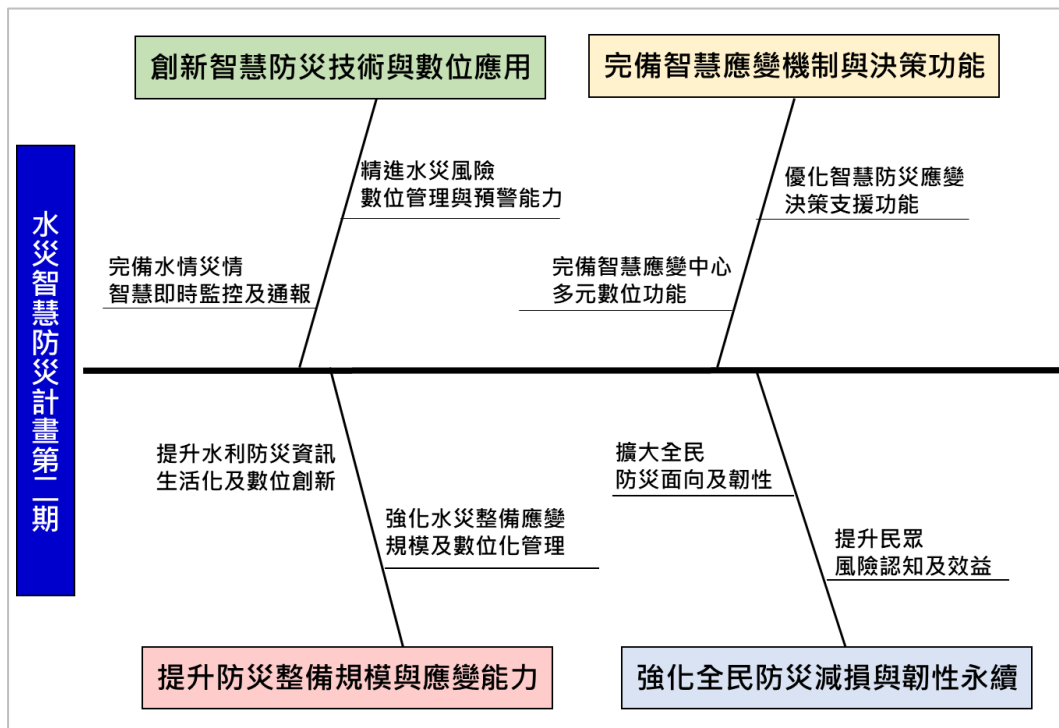 創新智慧防災技術與數位應用
完備智慧應變機制與決策功能
水災智慧防災計畫第二期
精進水災風險
數位管理與預警能力
優化智慧防災應變
決策支援功能
完備水情災情
智慧即時監控及通報
完備智慧應變中心
多元數位功能
提升水利防災資訊
生活化及數位創新
擴大全民
防災面向及韌性
強化水災整備應變
規模及數位化管理
提升民眾
風險認知及效益
提升防災整備規模與應變能力
強化全民防災減損與韌性永續